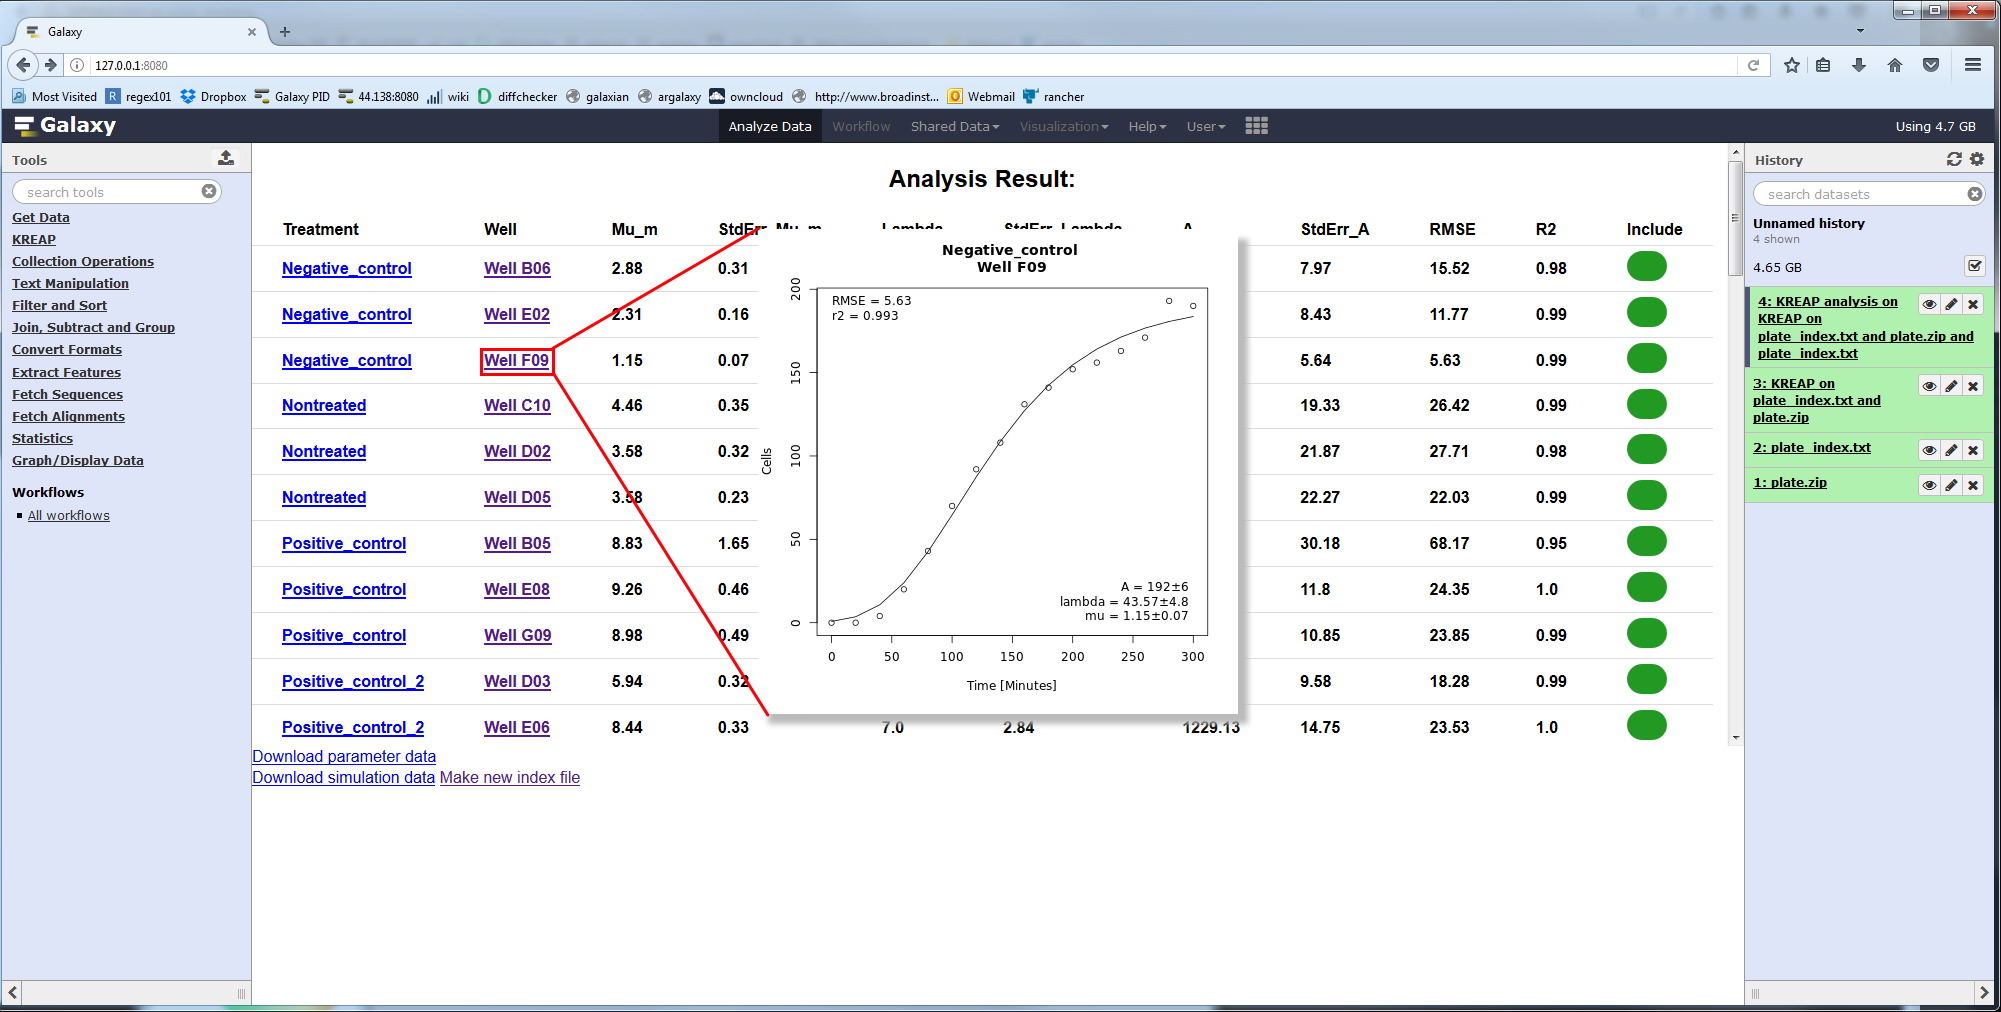 Galaxy
127.0.0.1:8080
Most Visited regex101 Dropbox Galaxy PID 44.138:8080 wiki diffchecker galaxian argalaxy owncloud http://www.broadinst... Webmail rancher
Galaxy Analyze Data Workflow Shared Data Visualization Help User Using 4.7 GB
Tools
search tools
Get Data
KREAP
Collection Operations
Text Manipulation
Filter and Sort
Join, Subtract and Group
Convert Formats
Extract Features
Fetch Sequences
Fetch Alignments
Statistics
Graph/Display Data
Workflows
All workflows
Analysis Result:
Treatment Well Mu_m StdErr_Mu_m Lambda StdErr_Lambda A StdErr_A RMSE R2 Include
Negative_control Well B06 2.88 0.31 7.97 15.52 0.98
Negative_control Well E02 2.31 0.16 8.43 11.77 0.99
Negative_control Well F09 1.15 0.07 5.64 5.63 0.99
Nontreated Well C10 4.46 0.35 19.33 26.42 0.99
Nontreated Well D02 3.58 0.32 21.87 27.71 0.98
Nontreated Well D05 3.58 0.23 22.27 22.03 0.99
Positive_control Well B05 8.83 1.65 30.18 68.17 0.95
Positive_control Well E08 9.26 0.46 11.8 24.35 1.0
Positive_control Well G09 8.98 0.49 10.85 23.85 0.99
Positive_control_2 Well D03 5.94 0.32 9.58 18.28 0.99
Positive_control_2 Well E06 8.44 0.33 7.0 2.84 1229.13 14.75 23.53 1.0
Download parameter data
Download simulation data Make new index file
Negative_control
Well F09
RMSE = 5.63
r2 = 0.993
200
150
100
50
0
Cells
A = 192±6
lambda = 43.57±4.8
mu = 1.15±0.07
0 50 100 150 200 250 300
Time [Minutes]
History
search datasets
Unnamed history
4 shown
4.65 GB
4: KREAP analysis on
KREAP on
plate_index.txt and plate.zip and
plate_index.txt
3: KREAP on
plate_index.txt and
plate.zip
2: plate_index.txt
1: plate.zip